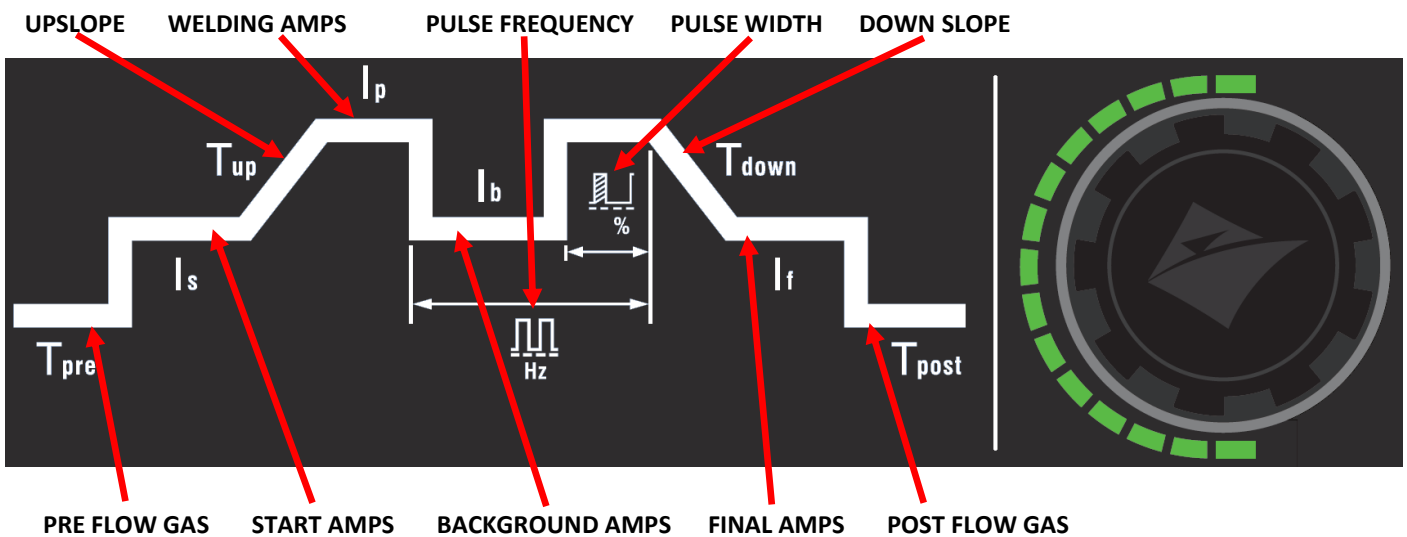 UPSLOPE WELDING AMPS PULSE FREQUENCY PULSE WIDTH DOWN SLOPE
Ip
Tup Ib % Tdown
Is If
Tpre Hz Tpost
PRE FLOW GAS START AMPS BACKGROUND AMPS FINAL AMPS POST FLOW GAS